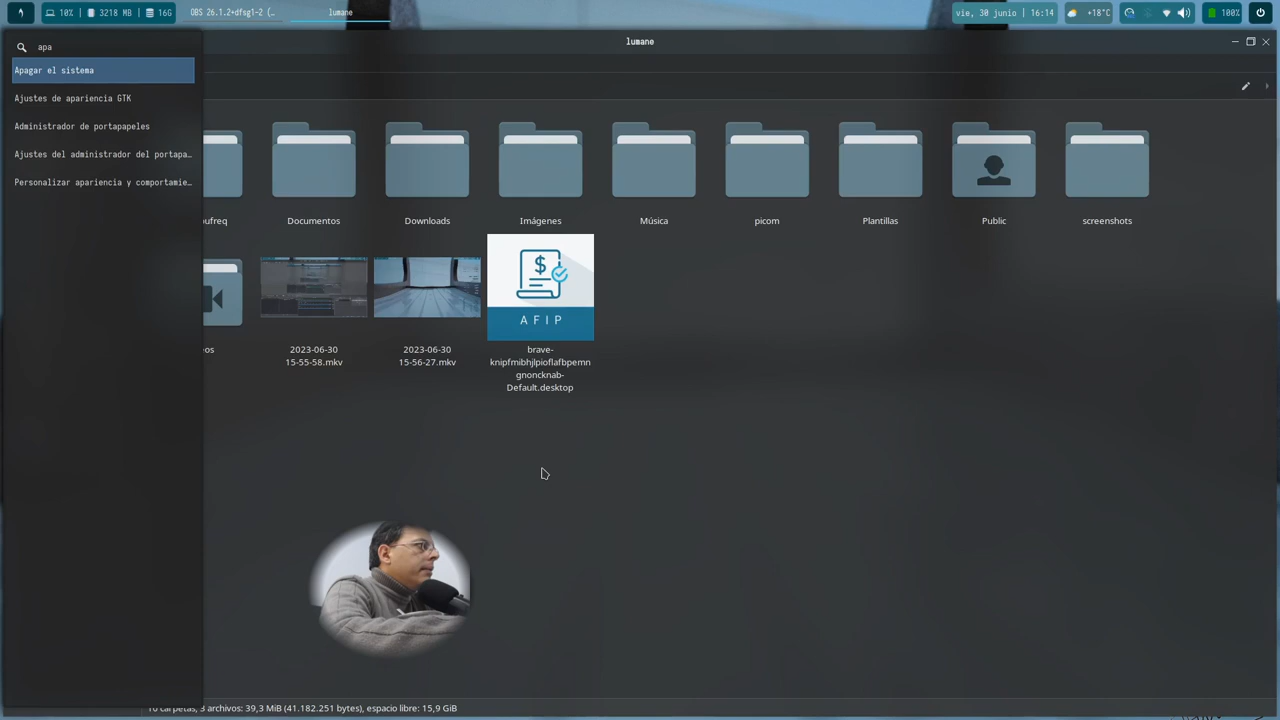 10% 3218 MB 16G OBS 26.1.2+dfsg1-2 (… lumane vie, 30 junio | 16:14 +18°C 100%
apa
lumane
Apagar el sistema
Ajustes de apariencia GTK
Administrador de portapapeles
Ajustes del administrador del portapa…
Personalizar apariencia y comportamie…
pufreq Documentos Downloads Imágenes Música picom Plantillas Public screenshots
eos
2023-06-30
15-55-58.mkv
2023-06-30
15-56-27.mkv
$
AFIP
brave-
knipfmibhjlpioflafbpemn
gnoncknab-
Default.desktop
10 carpetas, 3 archivos: 39,3 MiB (41.182.251 bytes), espacio libre: 15,9 GiB